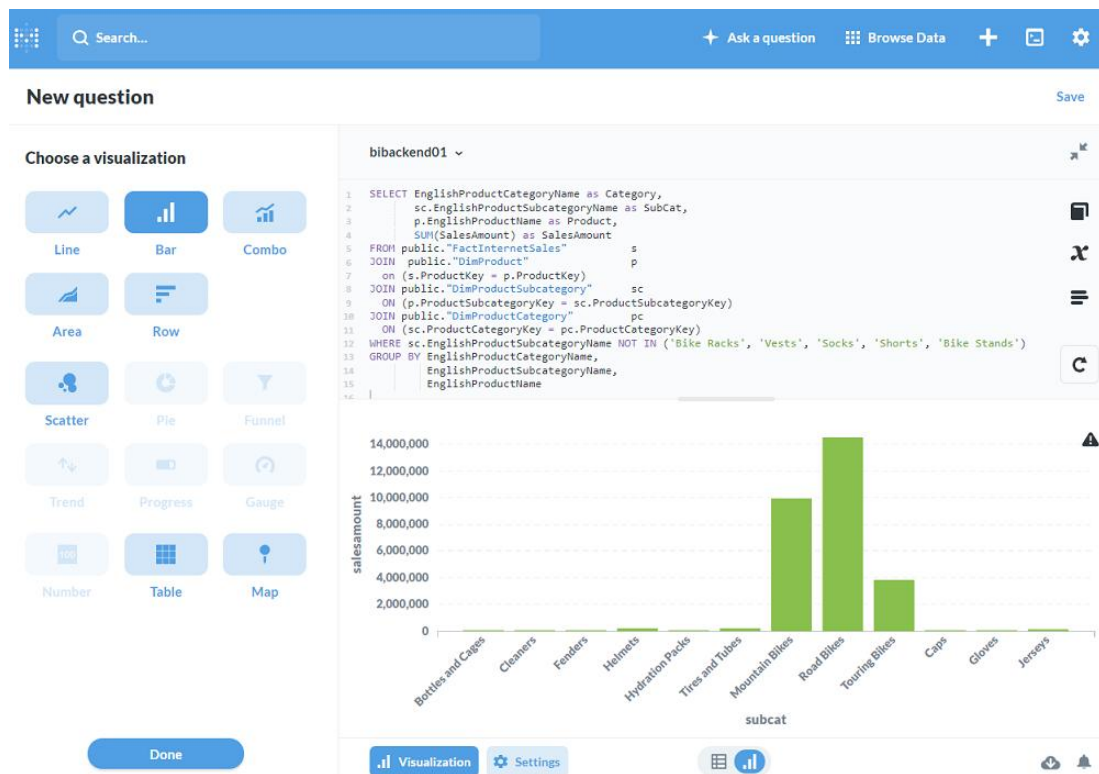 Search...
Ask a question
Browse Data
New question
Save
Choose a visualization
Line
Bar
Combo
Area
Row
Scatter
Pie
Funnel
Trend
Progress
Gauge
100
Number
Table
Map
Done
bibackend01
1 SELECT EnglishProductCategoryName as Category,
2 sc.EnglishProductSubcategoryName as SubCat,
3 p.EnglishProductName as Product,
4 SUM(SalesAmount) as SalesAmount
5 FROM public."FactInternetSales" s
6 JOIN public."DimProduct" p
7 on (s.ProductKey = p.ProductKey)
8 JOIN public."DimProductSubcategory" sc
9 ON (p.ProductSubcategoryKey = sc.ProductSubcategoryKey)
10 JOIN public."DimProductCategory" pc
11 ON (sc.ProductCategoryKey = pc.ProductCategoryKey)
12 WHERE sc.EnglishProductSubcategoryName NOT IN ('Bike Racks', 'Vests', 'Socks', 'Shorts', 'Bike Stands')
13 GROUP BY EnglishProductCategoryName,
14 EnglishProductSubcategoryName,
15 EnglishProductName
16
x
salesamount
14,000,000
12,000,000
10,000,000
8,000,000
6,000,000
4,000,000
2,000,000
0
Bottles and Cages
Cleaners
Fenders
Helmets
Hydration Packs
Tires and Tubes
Mountain Bikes
Road Bikes
Touring Bikes
Caps
Gloves
Jerseys
subcat
Visualization
Settings